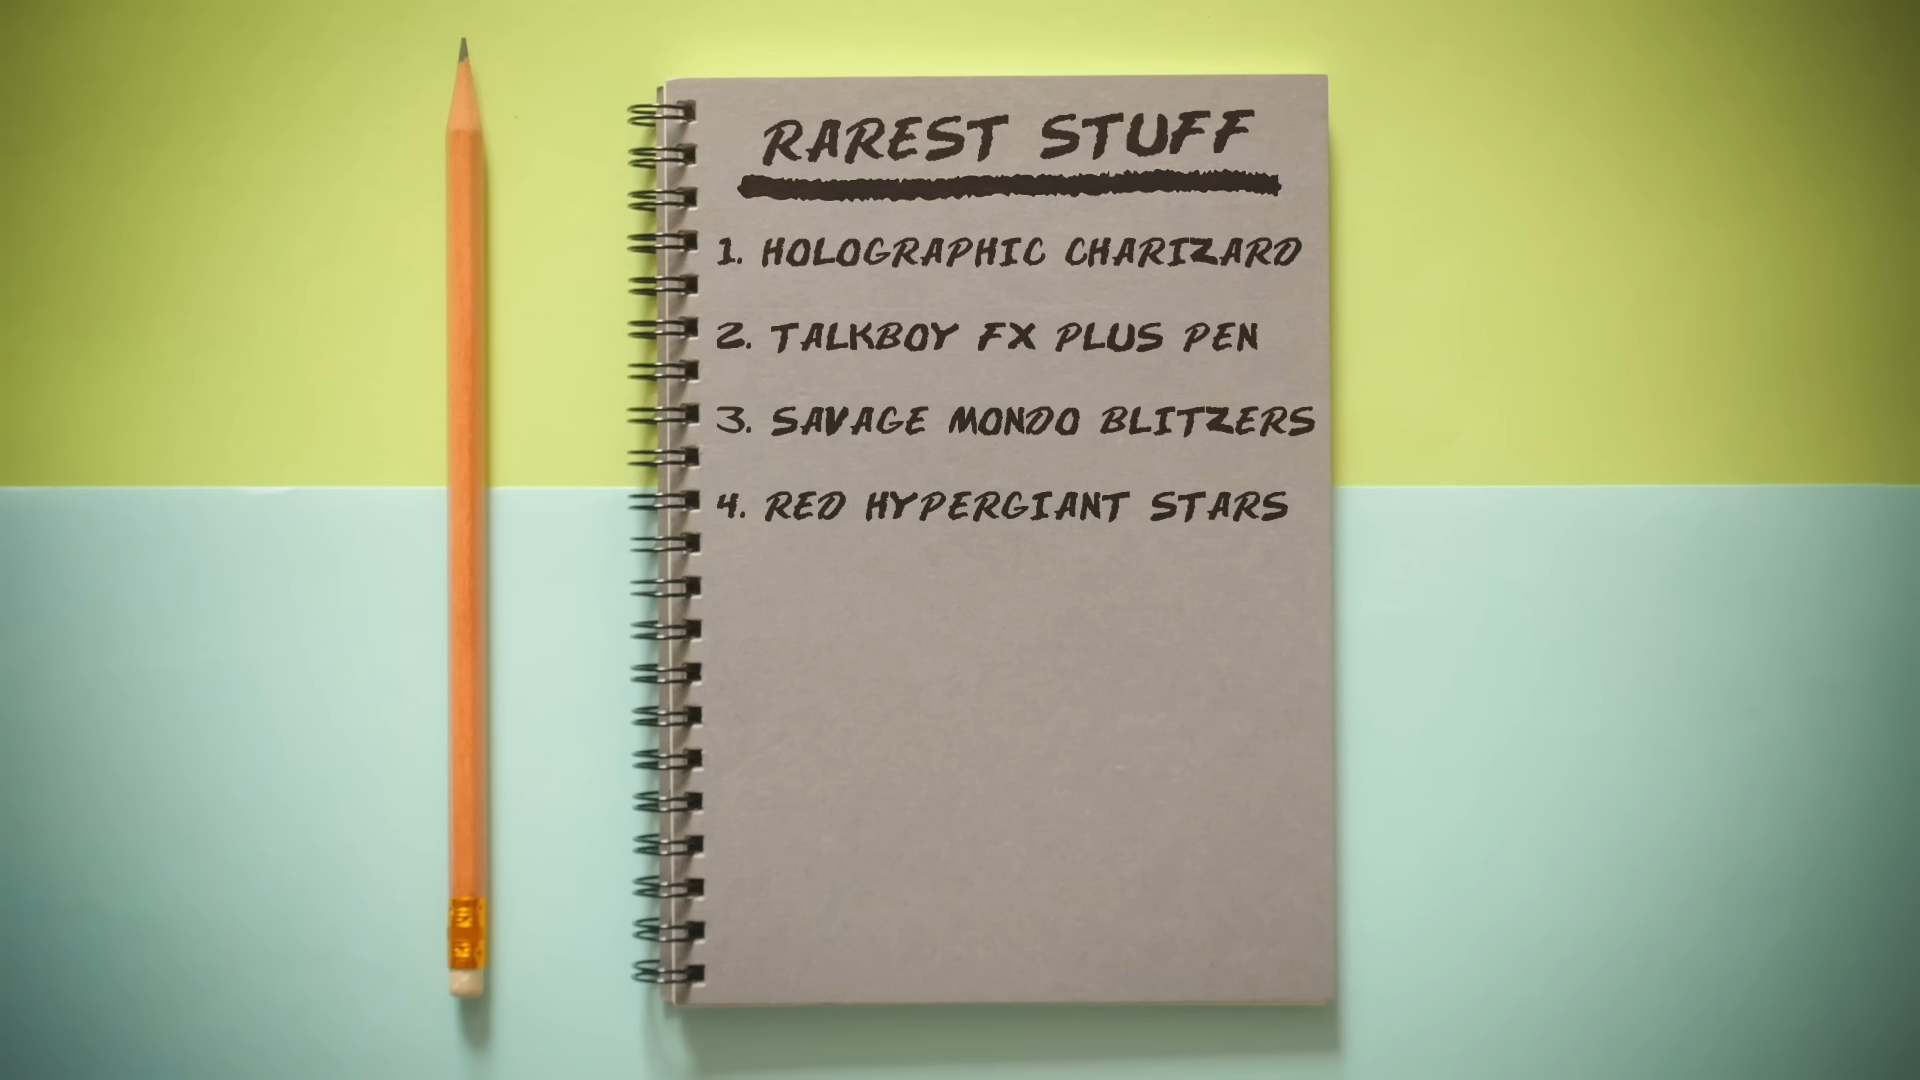 RAREST STUFF
1. HOLOGRAPHIC CHARIZARD
2. TALKBOY FX PLUS PEN
3. SAVAGE MONDO BLITZERS
4. RED HYPERGIANT STARS